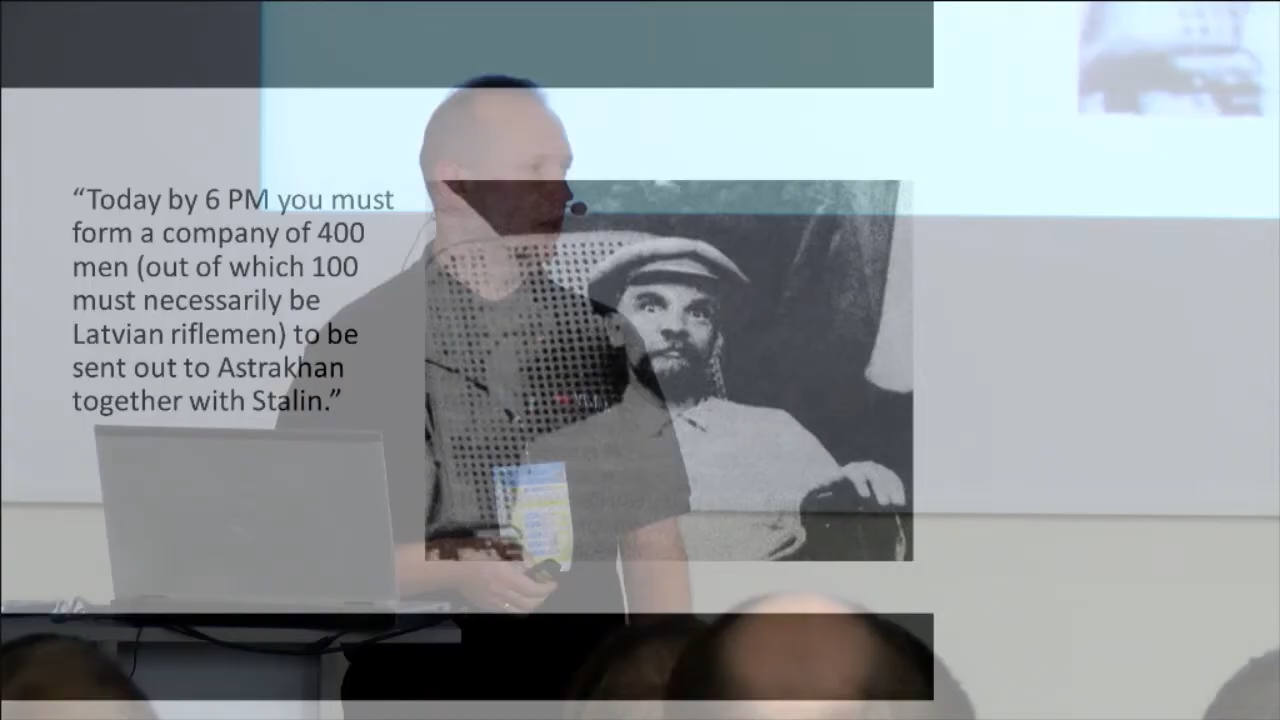 “Today by 6 PM you must
form a company of 400
men (out of which 100
must necessarily be
Latvian riflemen) to be
sent out to Astrakhan
together with Stalin.”